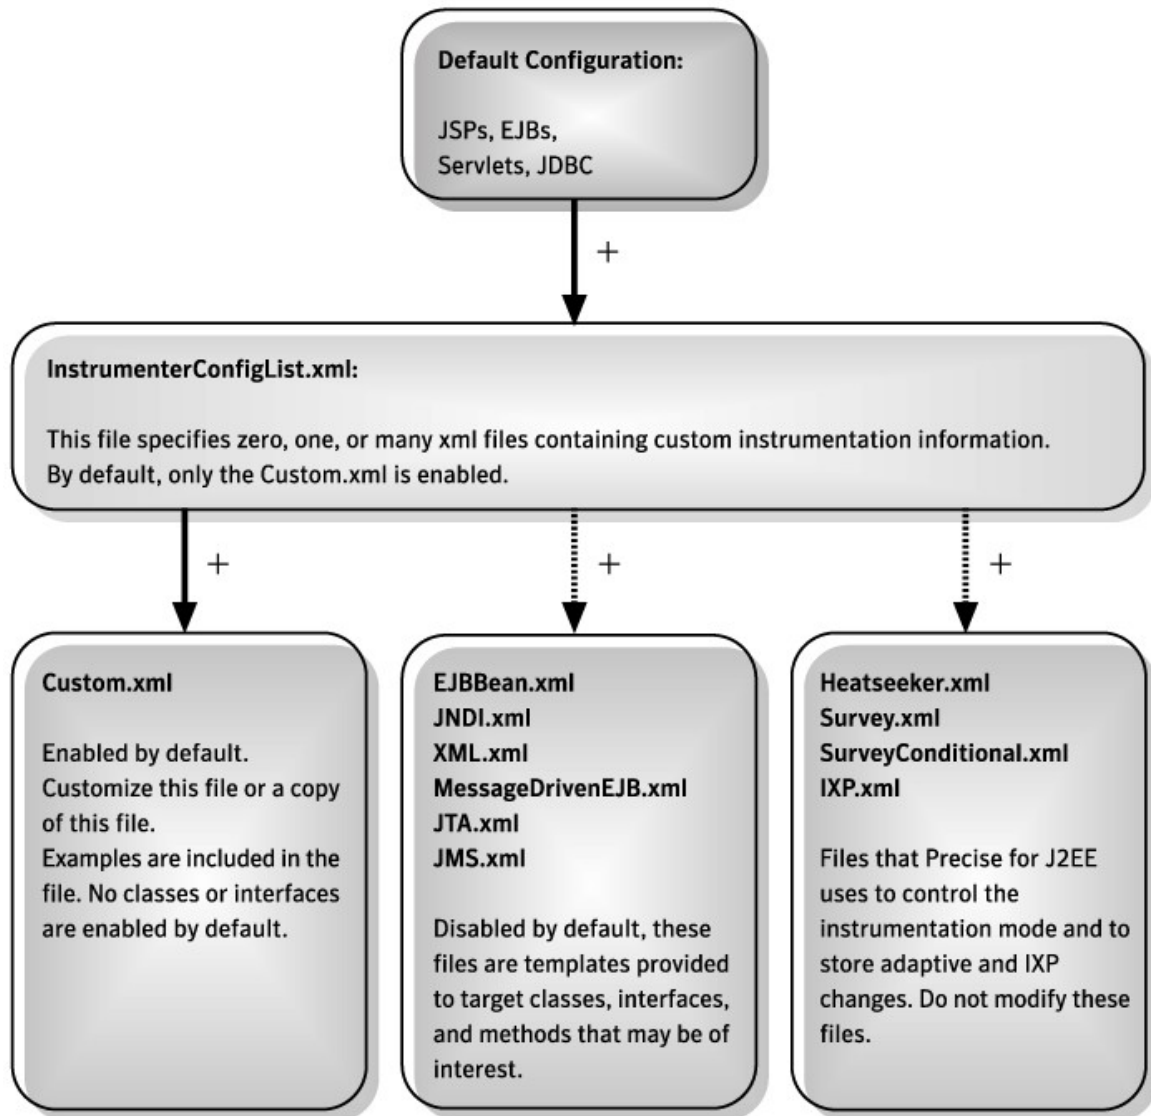 Default Configuration:
JSPs, EJBs,
Servlets, JDBC
+
InstrumenterConfigList.xml:
This file specifies zero, one, or many xml files containing custom instrumentation information.
By default, only the Custom.xml is enabled.
+
+
+
Custom.xml
Enabled by default.
Customize this file or a copy
of this file.
Examples are included in the
file. No classes or interfaces
are enabled by default.
EJBBean.xml
JNDI.xml
XML.xml
MessageDrivenEJB.xml
JTA.xml
JMS.xml
Disabled by default, these
files are templates provided
to target classes, interfaces,
and methods that may be of
interest.
Heatseeker.xml
Survey.xml
SurveyConditional.xml
IXP.xml
Files that Precise for J2EE
uses to control the
instrumentation mode and to
store adaptive and IXP
changes. Do not modify these
files.